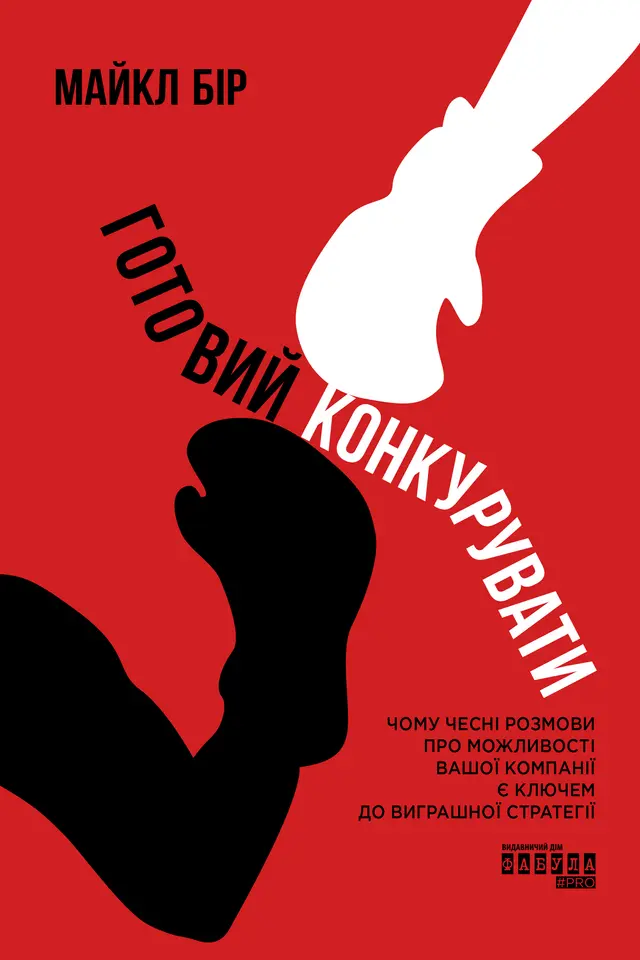 МАЙКЛ БІР
ГОТОВИЙ
КОНКУРУВАТИ
ЧОМУ ЧЕСНІ РОЗМОВИ
ПРО МОЖЛИВОСТІ
ВАШОЇ КОМПАНІЇ
Є КЛЮЧЕМ
ДО ВИГРАШНОЇ СТРАТЕГІЇ
ВИДАВНИЧИЙ ДІМ
ФАБУЛА
#PRO